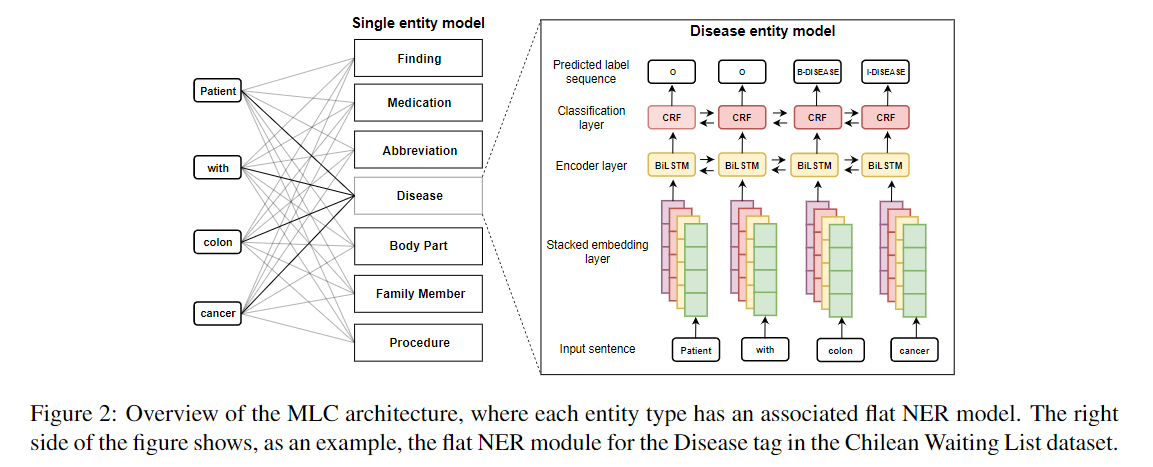 Single entity model
Patient
with
colon
cancer
Finding
Medication
Abbreviation
Disease
Body Part
Family Member
Procedure
Disease entity model
Predicted label
sequence
O
O
B-DISEASE
I-DISEASE
Classification
layer
CRF
CRF
CRF
CRF
Encoder layer
BiLSTM
BiLSTM
BiLSTM
BiLSTM
Stacked embedding
layer
Input sentence
Patient
with
colon
cancer
Figure 2: Overview of the MLC architecture, where each entity type has an associated flat NER model. The right
side of the figure shows, as an example, the flat NER module for the Disease tag in the Chilean Waiting List dataset.